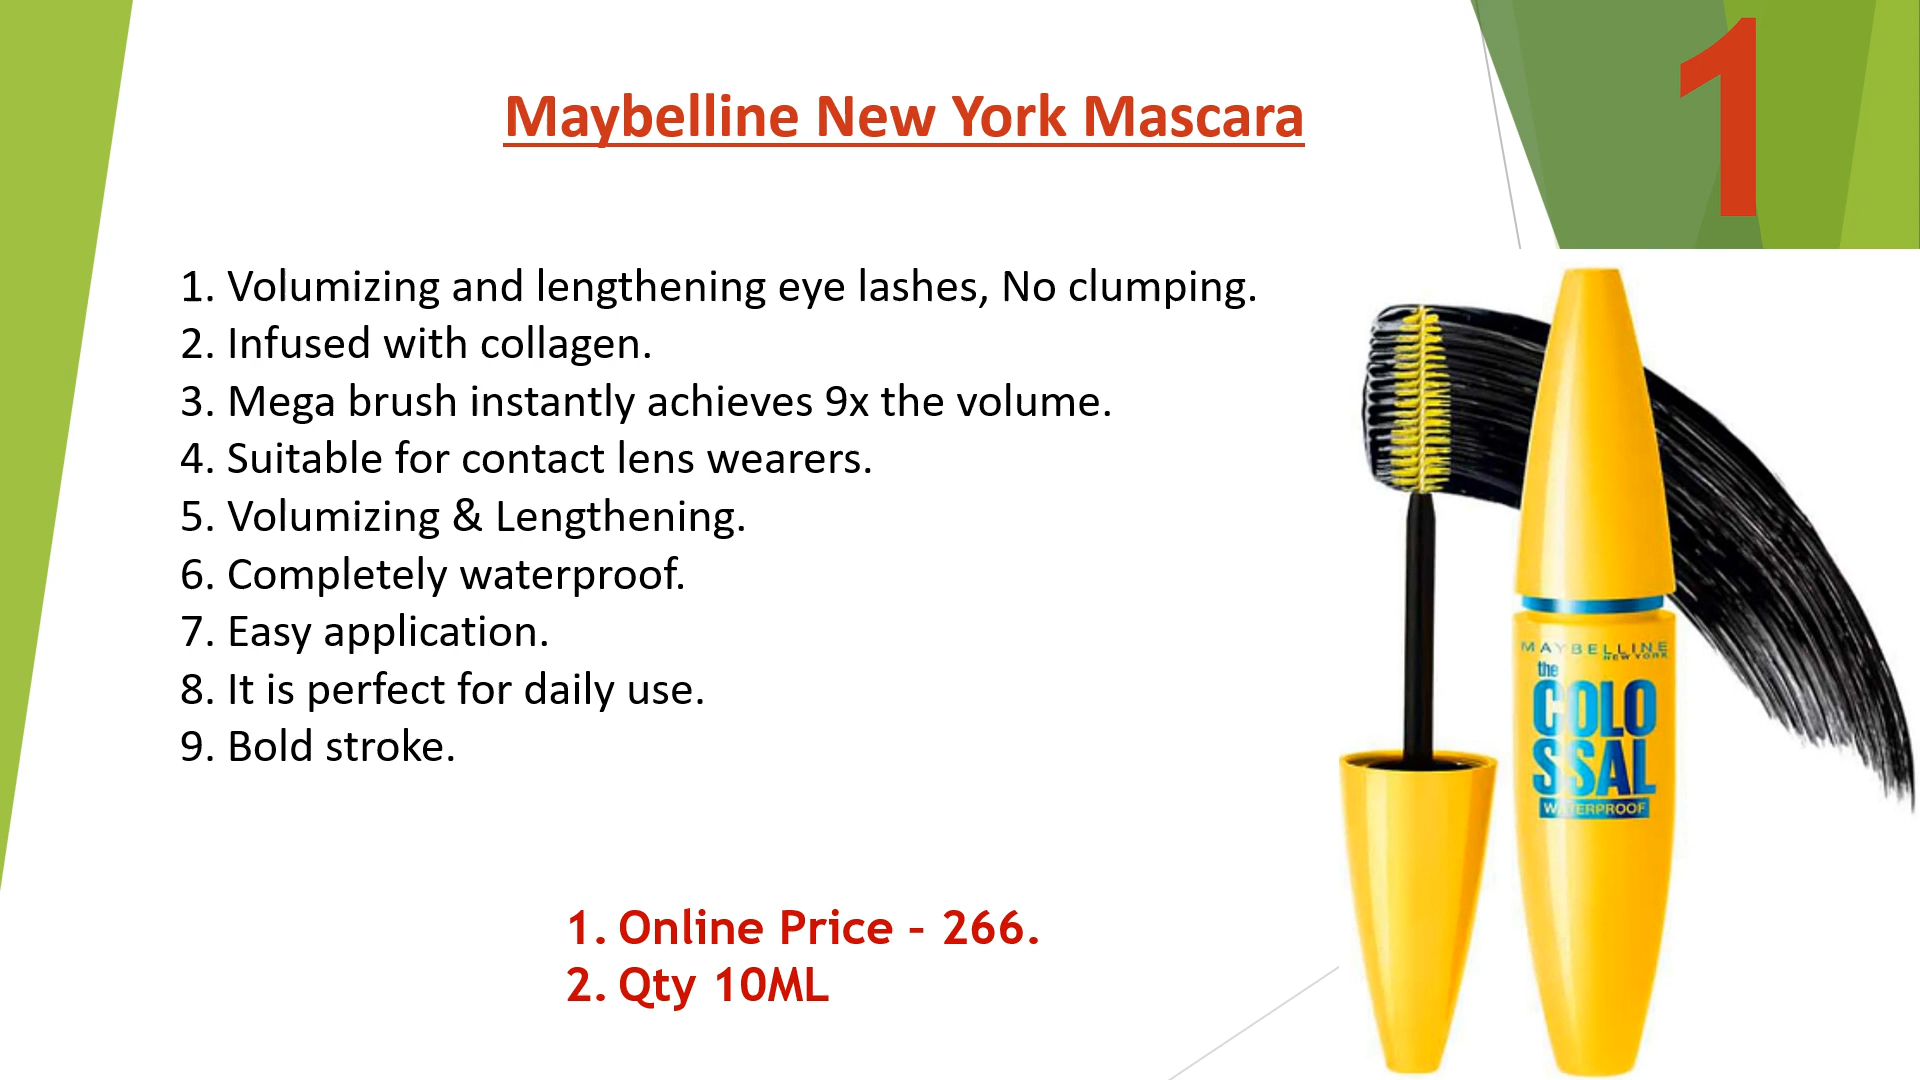 1
Maybelline New York Mascara
1. Volumizing and lengthening eye lashes, No clumping.
2. Infused with collagen.
3. Mega brush instantly achieves 9x the volume.
4. Suitable for contact lens wearers.
5. Volumizing & Lengthening.
6. Completely waterproof.
7. Easy application.
8. It is perfect for daily use.
9. Bold stroke.
MAYBELLINE
NEW YORK
the
COLO
SSAL
WATERPROOF
1. Online Price – 266.
2. Qty 10ML